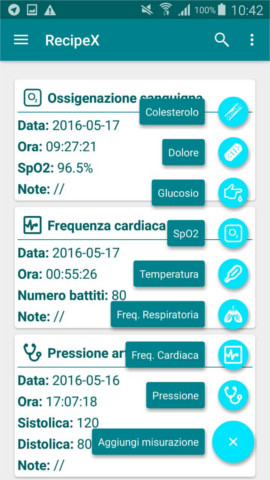 100% 10:42
RecipeX
Ossigenazione sanguigna
Colesterolo
Data: 2016-05-17
Ora: 09:27:21
Dolore
SpO2: 96.5%
Note: //
Glucosio
Frequenza cardiaca
SpO2
Data: 2016-05-17
Ora: 00:55:26
Temperatura
Numero battiti: 80
Note: //
Freq. Respiratoria
Pressione ar
Freq. Cardiaca
Data: 2016-05-16
Ora: 17:07:18
Pressione
Sistolica: 120
Distolica: 80
Aggiungi misurazione
Note: //